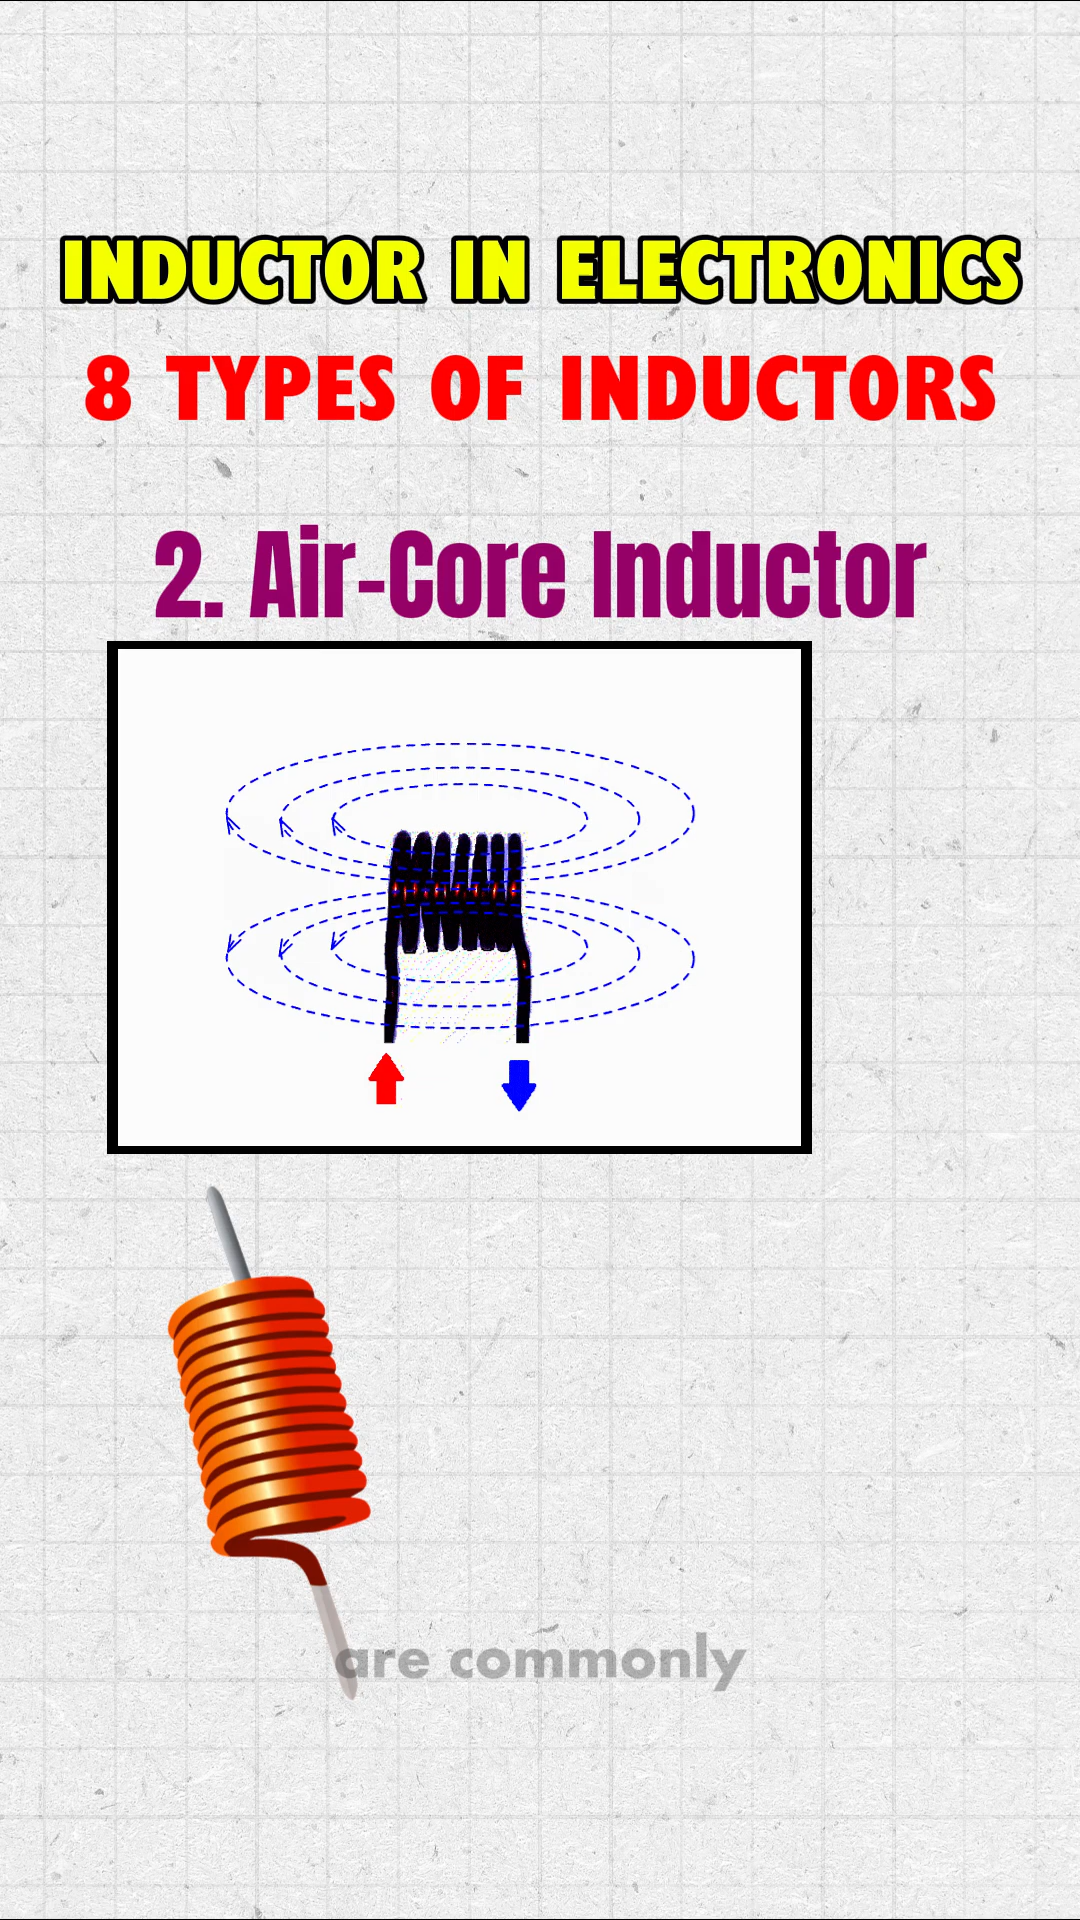 INDUCTOR IN ELECTRONICS
8 TYPES OF INDUCTORS
2. Air-Core Inductor
are commonly